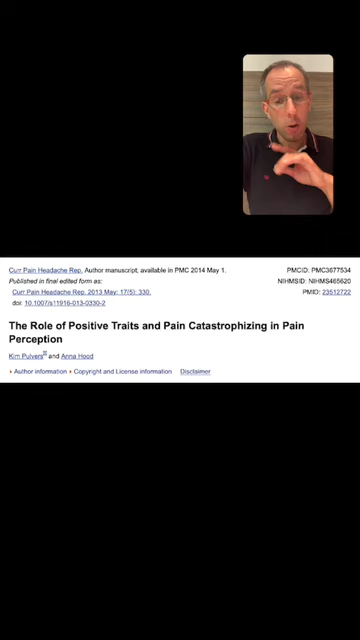 Curr Pain Headache Rep. Author manuscript; available in PMC 2014 May 1.
Published in final edited form as:
Curr Pain Headache Rep. 2013 May; 17(5): 330.
doi: 10.1007/s11916-013-0330-2
PMCID: PMC3677534
NIHMSID: NIHMS465620
PMID: 23512722
The Role of Positive Traits and Pain Catastrophizing in Pain
Perception
Kim Pulvers and Anna Hood
Author information Copyright and License information Disclaimer